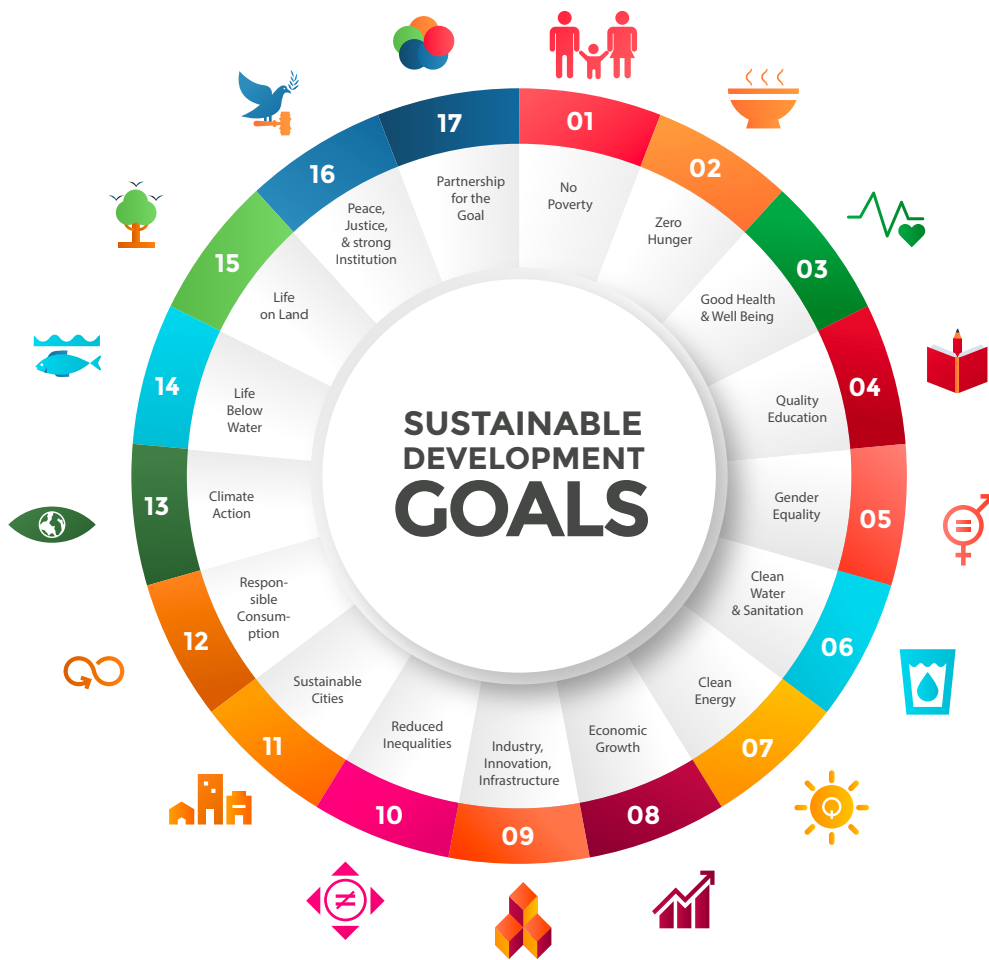 SUSTAINABLE
DEVELOPMENT
GOALS
01
No
Poverty
02
Zero
Hunger
03
Good Health
& Well Being
04
Quality
Education
05
Gender
Equality
06
Clean
Water
& Sanitation
07
Clean
Energy
08
Economic
Growth
09
Industry,
Innovation,
Infrastructure
10
Reduced
Inequalities
11
Sustainable
Cities
12
Respon-
sible
Consum-
ption
13
Climate
Action
14
Life
Below
Water
15
Life
on Land
16
Peace,
Justice,
& strong
Institution
17
Partnership
for the
Goal